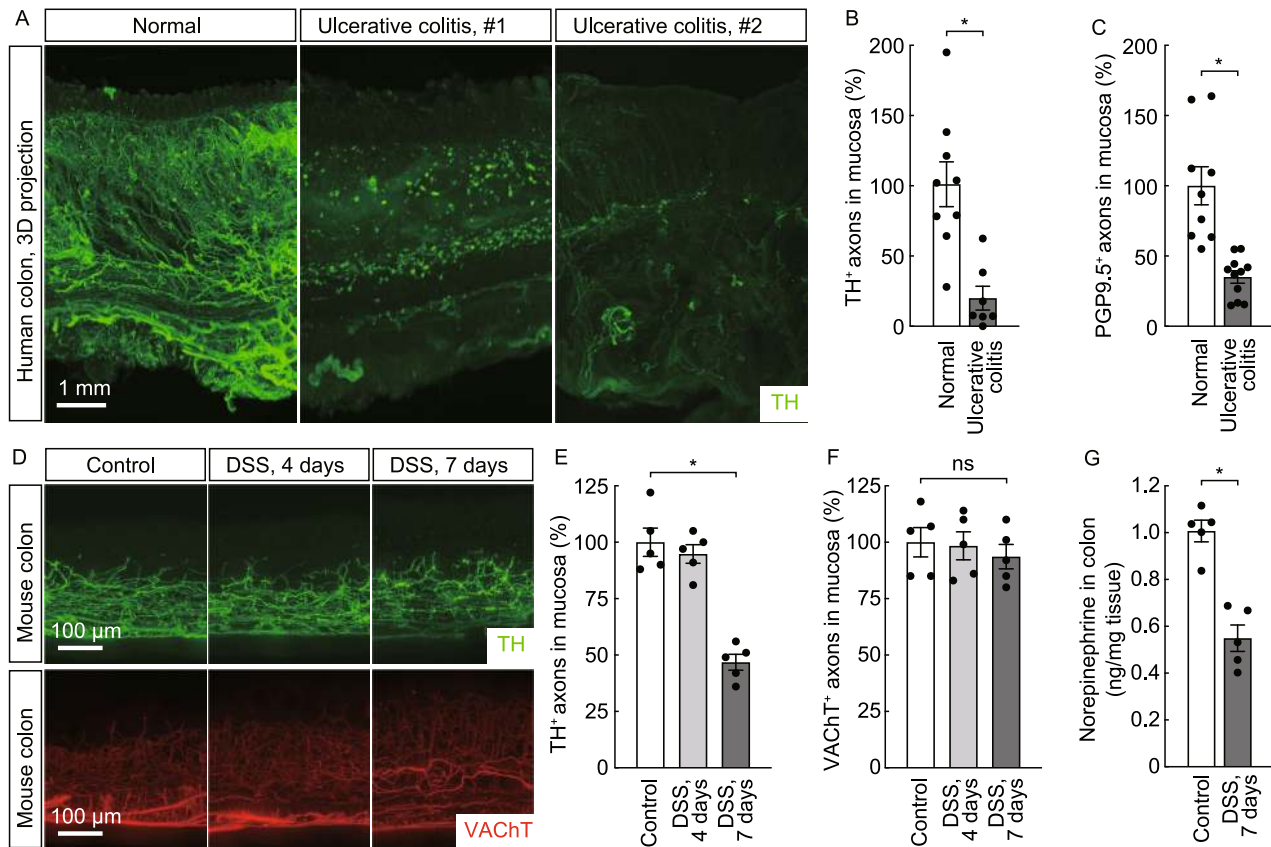 A
Normal
Ulcerative colitis, #1
Ulcerative colitis, #2
Human colon, 3D projection
1 mm
TH
B
TH⁺ axons in mucosa (%)
200
150
100
50
0
*
Normal
Ulcerative
colitis
C
PGP9.5⁺ axons in mucosa (%)
200
150
100
50
0
*
Normal
Ulcerative
colitis
D
Control
DSS, 4 days
DSS, 7 days
Mouse colon
100 μm
TH
Mouse colon
100 μm
VAChT
E
TH⁺ axons in mucosa (%)
125
100
75
50
25
0
*
Control
DSS,
4 days
DSS,
7 days
F
VAChT⁺ axons in mucosa (%)
125
100
75
50
25
0
ns
Control
DSS,
4 days
DSS,
7 days
G
Norepinephrine in colon
(ng/mg tissue)
1.2
1.0
0.8
0.6
0.4
0.2
0
*
Control
DSS,
7 days